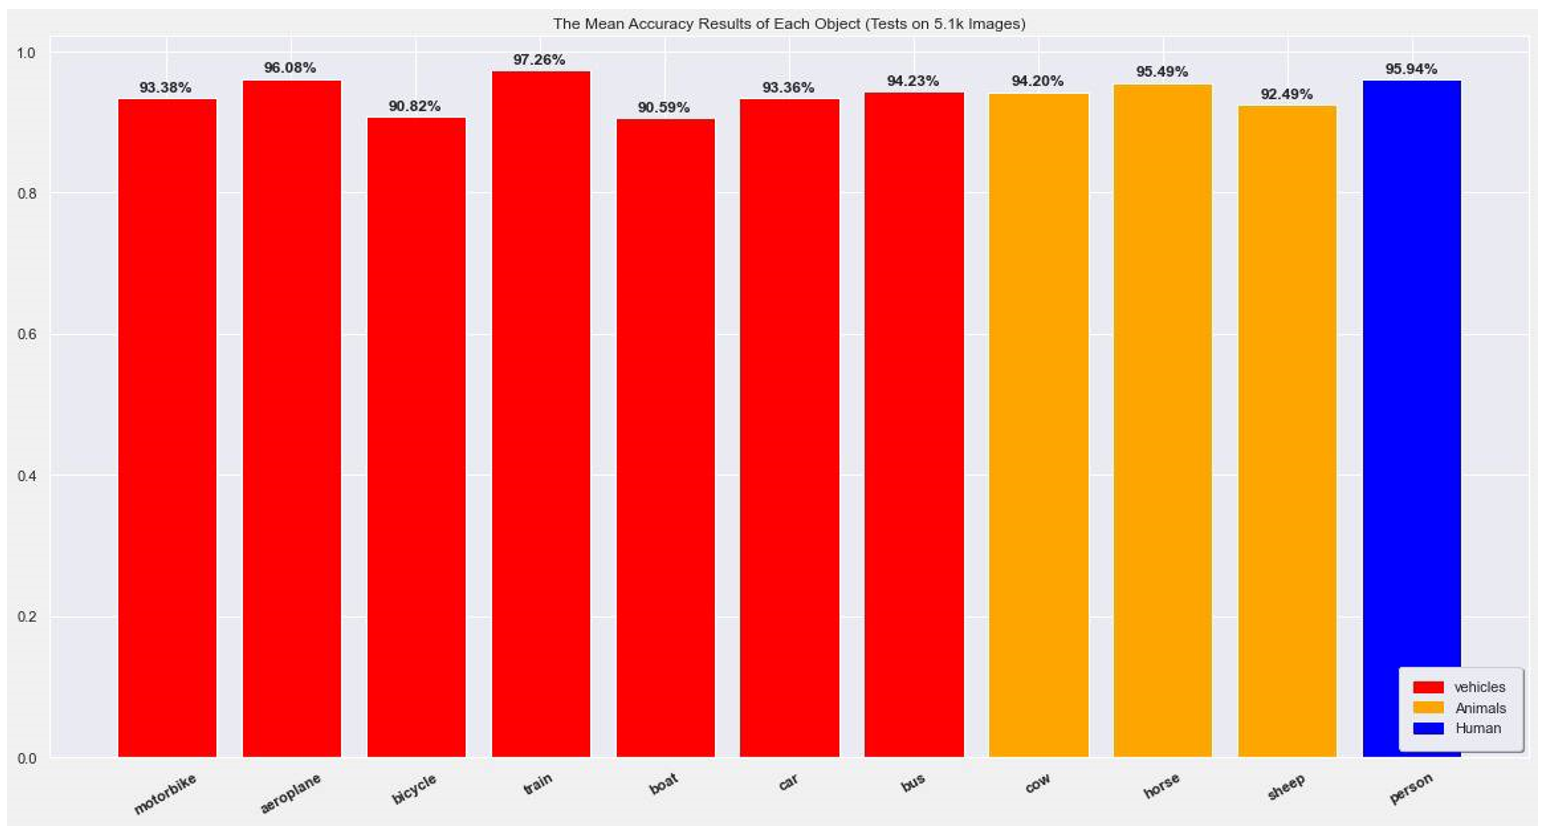 The Mean Accuracy Results of Each Object (Tests on 5.1k Images)
1.0
0.8
0.6
0.4
0.2
0.0
93.38%
96.08%
90.82%
97.26%
90.59%
93.36%
94.23%
94.20%
95.49%
92.49%
95.94%
motorbike
aeroplane
bicycle
train
boat
car
bus
cow
horse
sheep
person
vehicles
Animals
Human